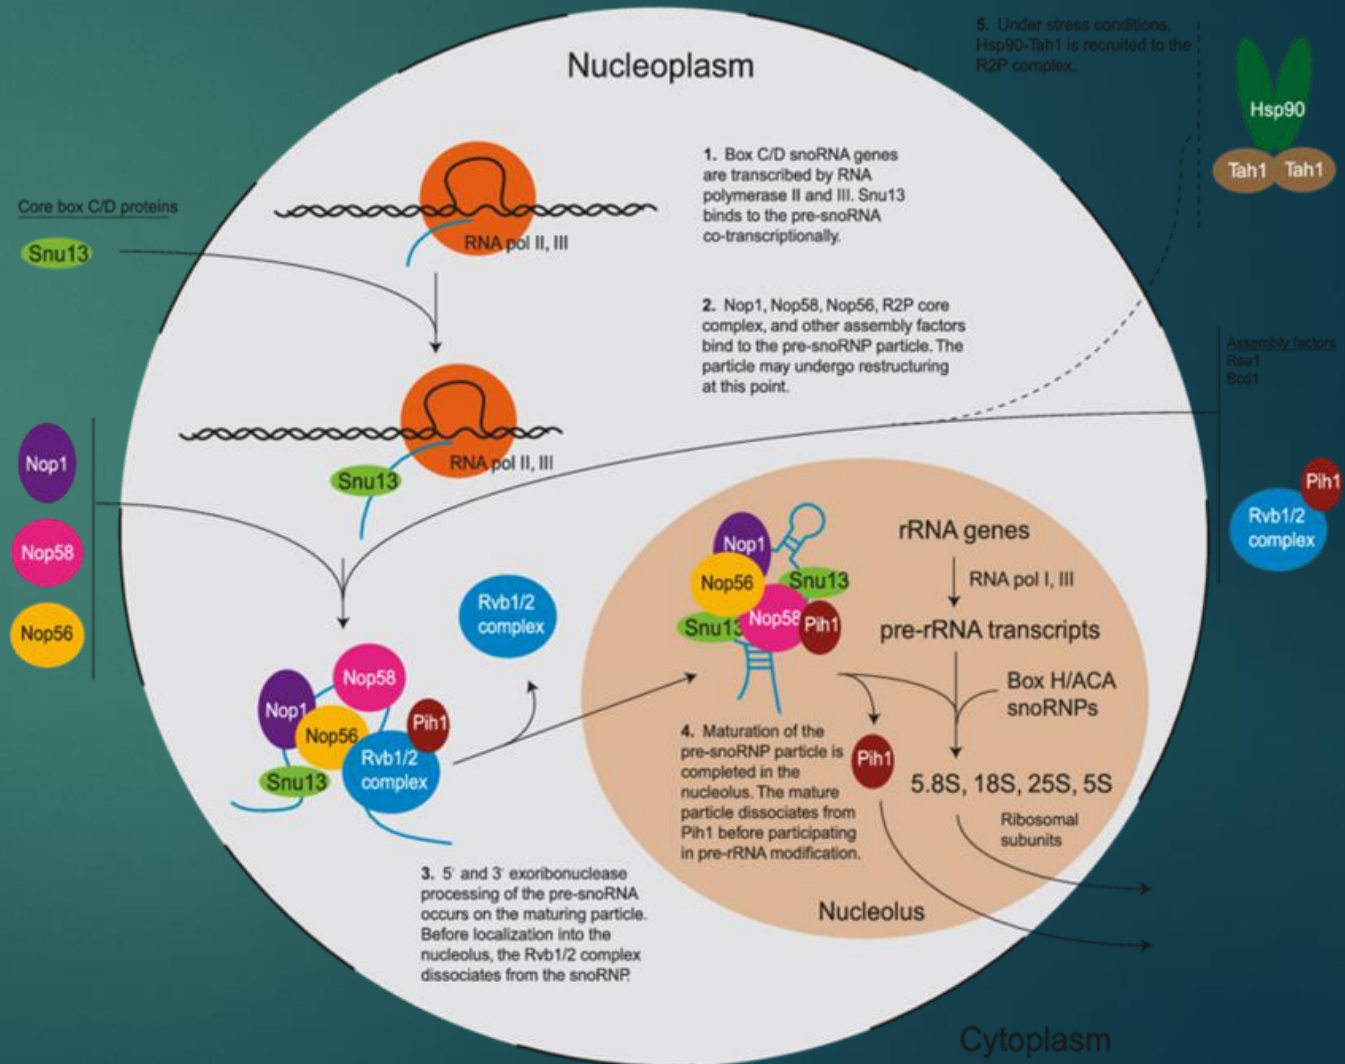 Nucleoplasm
5. Under stress conditions,
Hsp90-Tah1 is recruited to the
R2P complex.
Hsp90
Tah1 Tah1
1. Box C/D snoRNA genes
are transcribed by RNA
polymerase II and III. Snu13
binds to the pre-snoRNA
co-transcriptionally.
Core box C/D proteins
Snu13
RNA pol II, III
2. Nop1, Nop58, Nop56, R2P core
complex, and other assembly factors
bind to the pre-snoRNP particle. The
particle may undergo restructuring
at this point.
Assembly factors
Rsa1
Bcd1
RNA pol II, III
Snu13
Nop1
Nop58
Nop56
Pih1
Rvb1/2
complex
Rvb1/2
complex
Nop1
Nop56
Snu13
Snu13
Nop58
Pih1
rRNA genes
RNA pol I, III
pre-rRNA transcripts
Box H/ACA
snoRNPs
Nop58
Nop1
Nop56
Pih1
Rvb1/2
complex
Snu13
4. Maturation of the
pre-snoRNP particle is
completed in the
nucleolus. The mature
particle dissociates from
Pih1 before participating
in pre-rRNA modification.
Pih1
5.8S, 18S, 25S, 5S
Ribosomal
subunits
3. 5' and 3' exoribonuclease
processing of the pre-snoRNA
occurs on the maturing particle.
Before localization into the
nucleolus, the Rvb1/2 complex
dissociates from the snoRNP.
Nucleolus
Cytoplasm